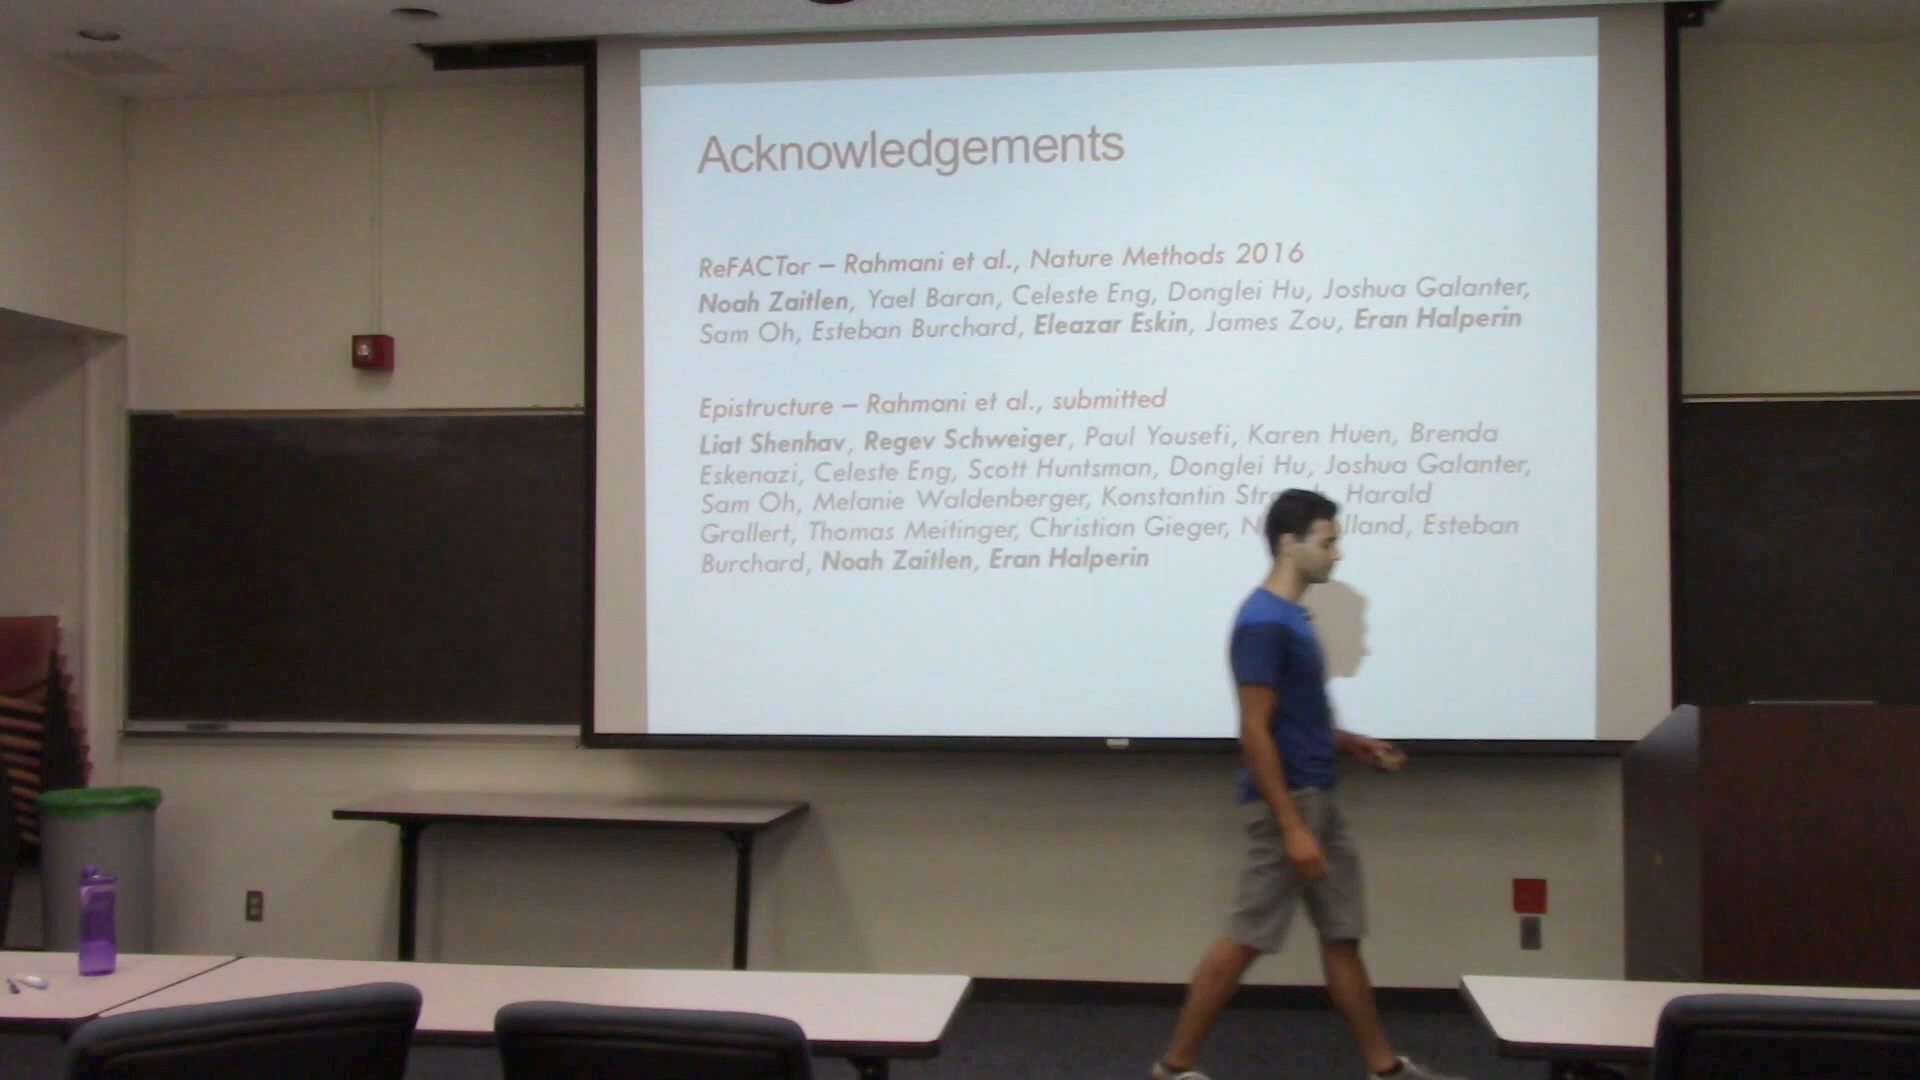 Acknowledgements
ReFACTor – Rahmani et al., Nature Methods 2016
Noah Zaitlen, Yael Baran, Celeste Eng, Donglei Hu, Joshua Galanter,
Sam Oh, Esteban Burchard, Eleazar Eskin, James Zou, Eran Halperin
Epistructure – Rahmani et al., submitted
Liat Shenhav, Regev Schweiger, Paul Yousefi, Karen Huen, Brenda
Eskenazi, Celeste Eng, Scott Huntsman, Donglei Hu, Joshua Galanter,
Sam Oh, Melanie Waldenberger, Konstantin Harald
Grallert, Thomas Meitinger, Christian Gieger, Esteban
Burchard, Noah Zaitlen, Eran Halperin